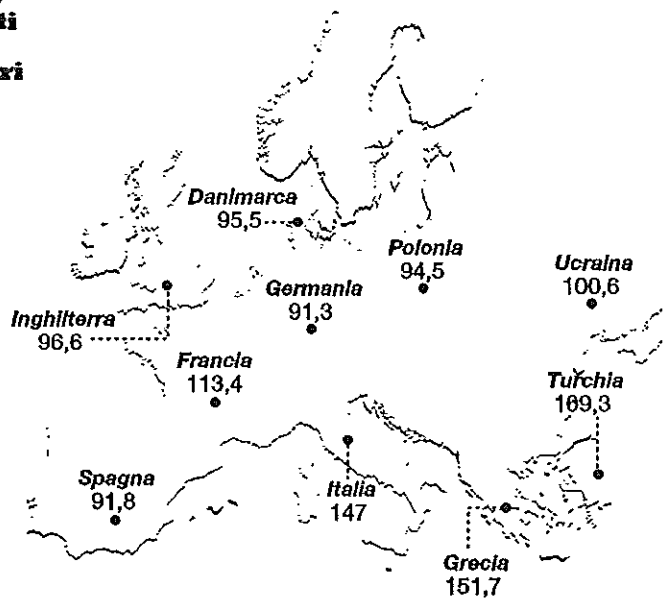 Danimarca
95,5
Polonia
94,5
Ucraina
100,6
Germania
91,3
Inghilterra
96,6
Francia
113,4
Turchia
109,3
Spagna
91,8
Italia
147
Grecia
151,7